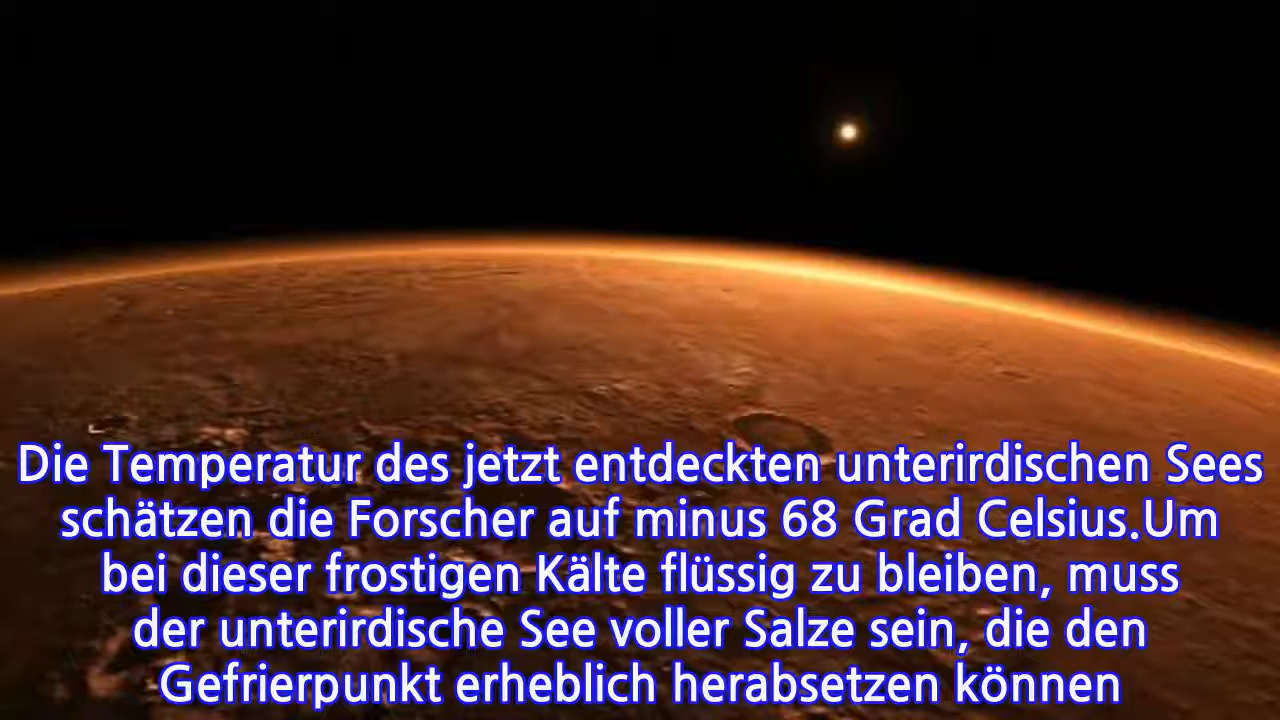 Die Temperatur des jetzt entdeckten unterirdischen Sees
schätzen die Forscher auf minus 68 Grad Celsius.Um
bei dieser frostigen Kälte flüssig zu bleiben, muss
der unterirdische See voller Salze sein, die den
Gefrierpunkt erheblich herabsetzen können